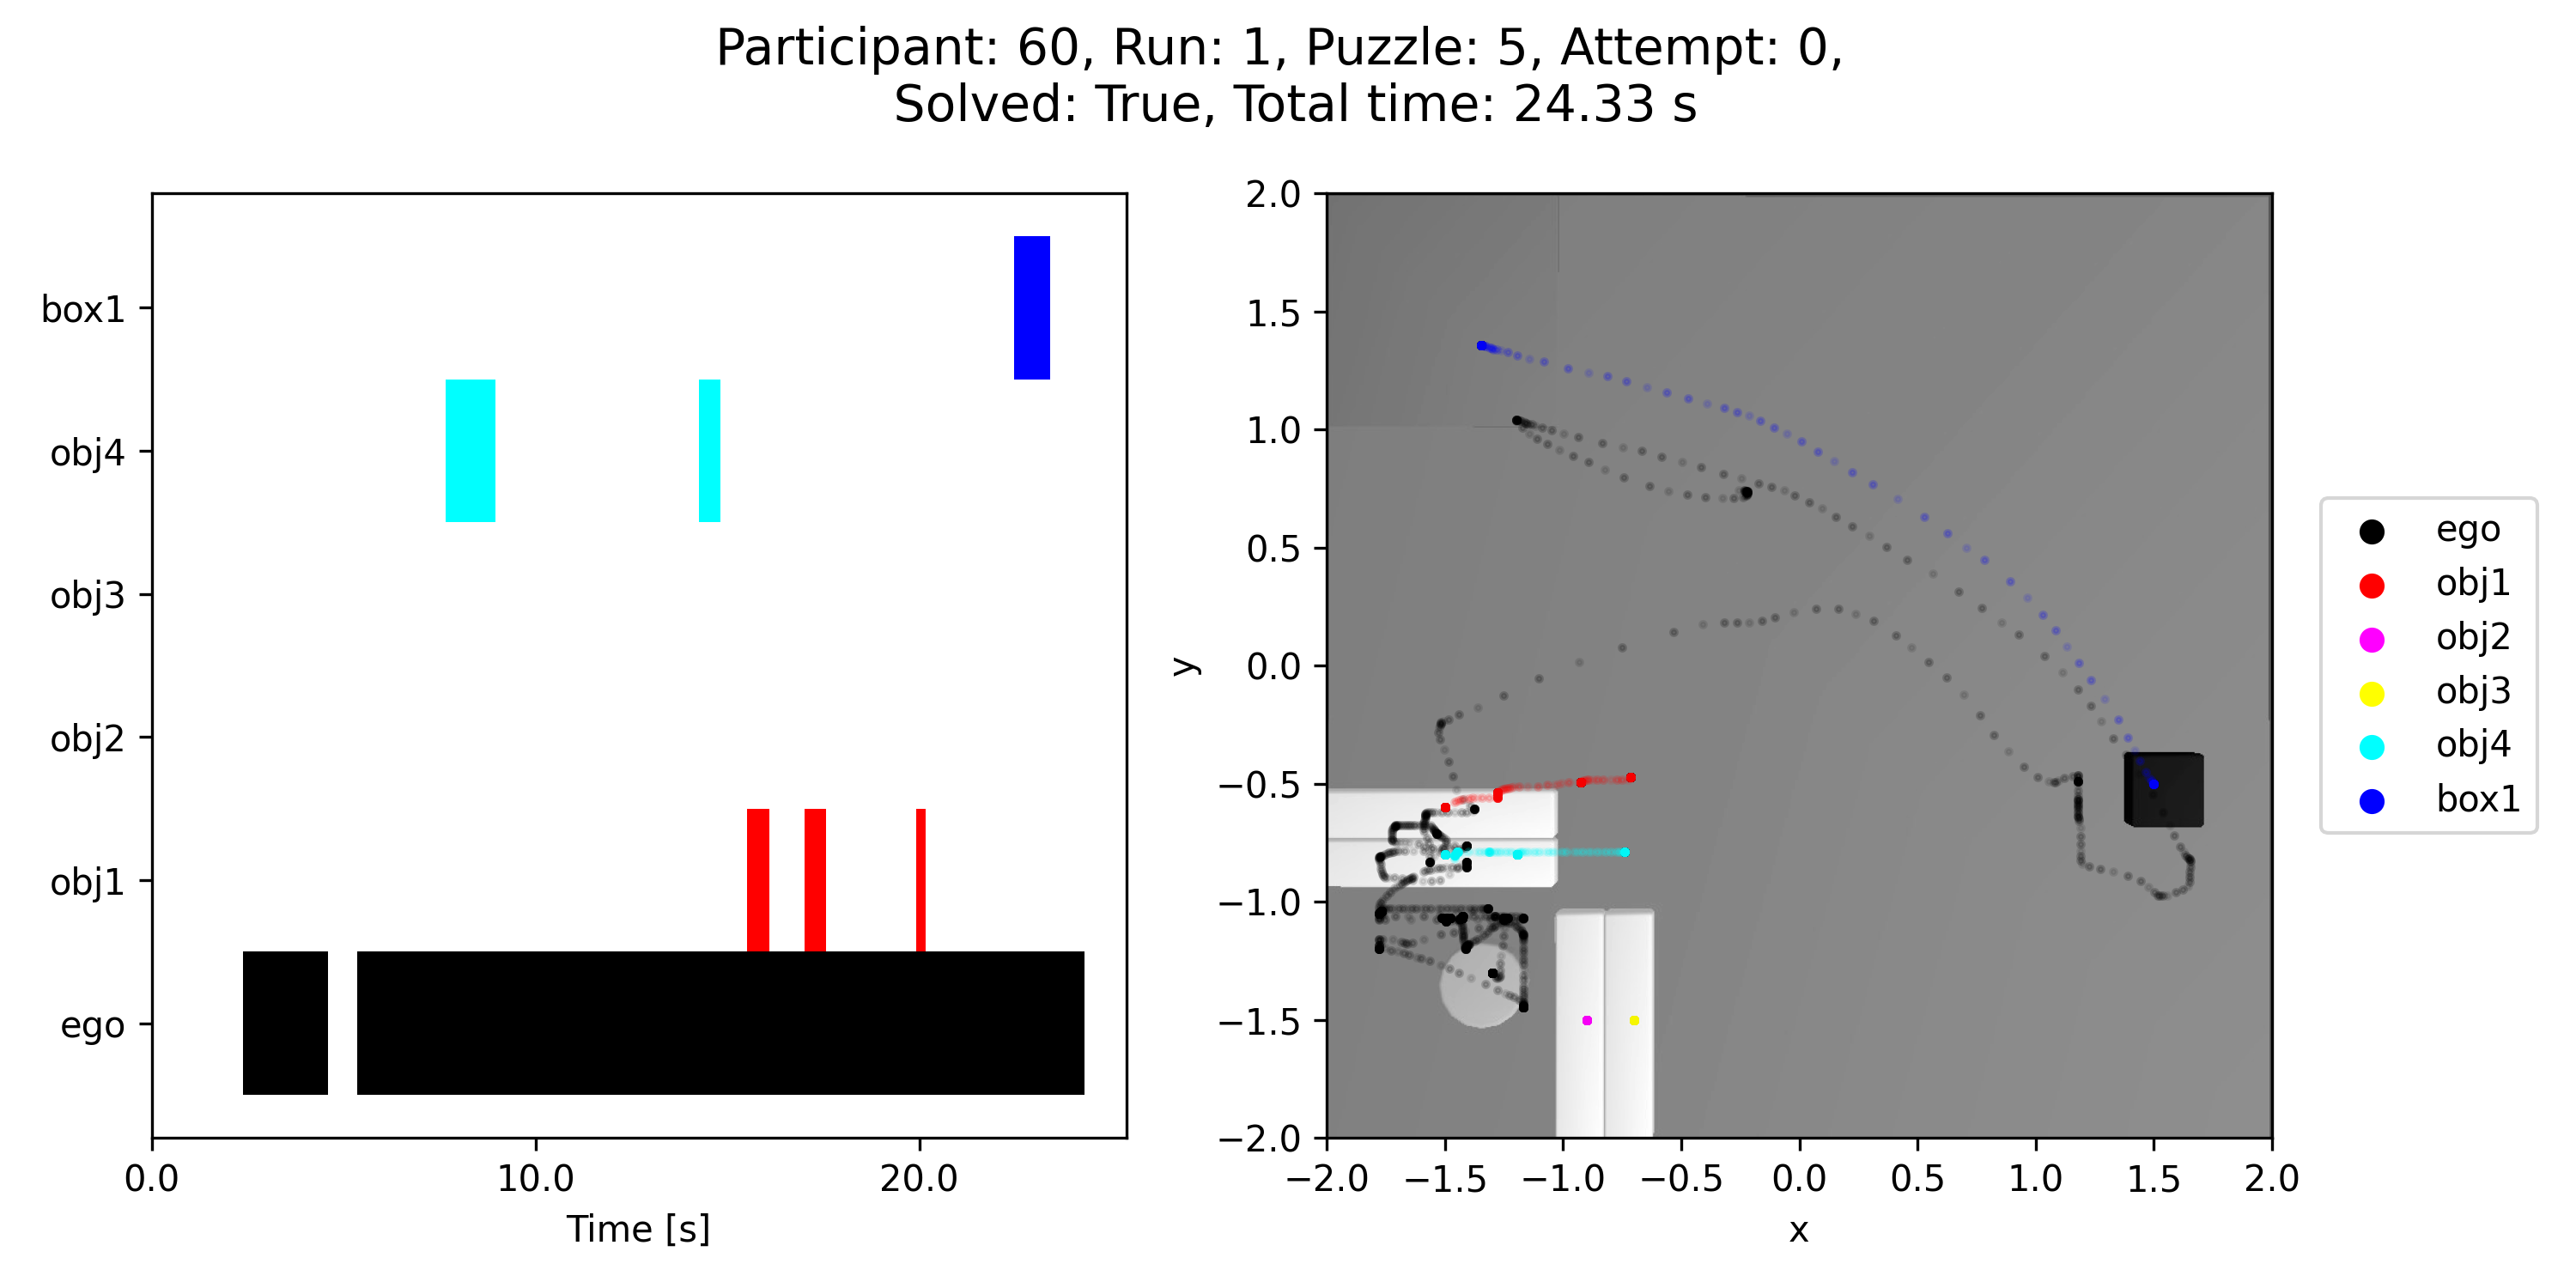 Participant: 60, Run: 1, Puzzle: 5, Attempt: 0,
Solved: True, Total time: 24.33 s
box1
obj4
obj3
obj2
obj1
ego
0.0 10.0 20.0
Time [s]
2.0
1.5
1.0
0.5
0.0
−0.5
−1.0
−1.5
−2.0
y
−2.0 −1.5 −1.0 −0.5 0.0 0.5 1.0 1.5 2.0
x
ego
obj1
obj2
obj3
obj4
box1